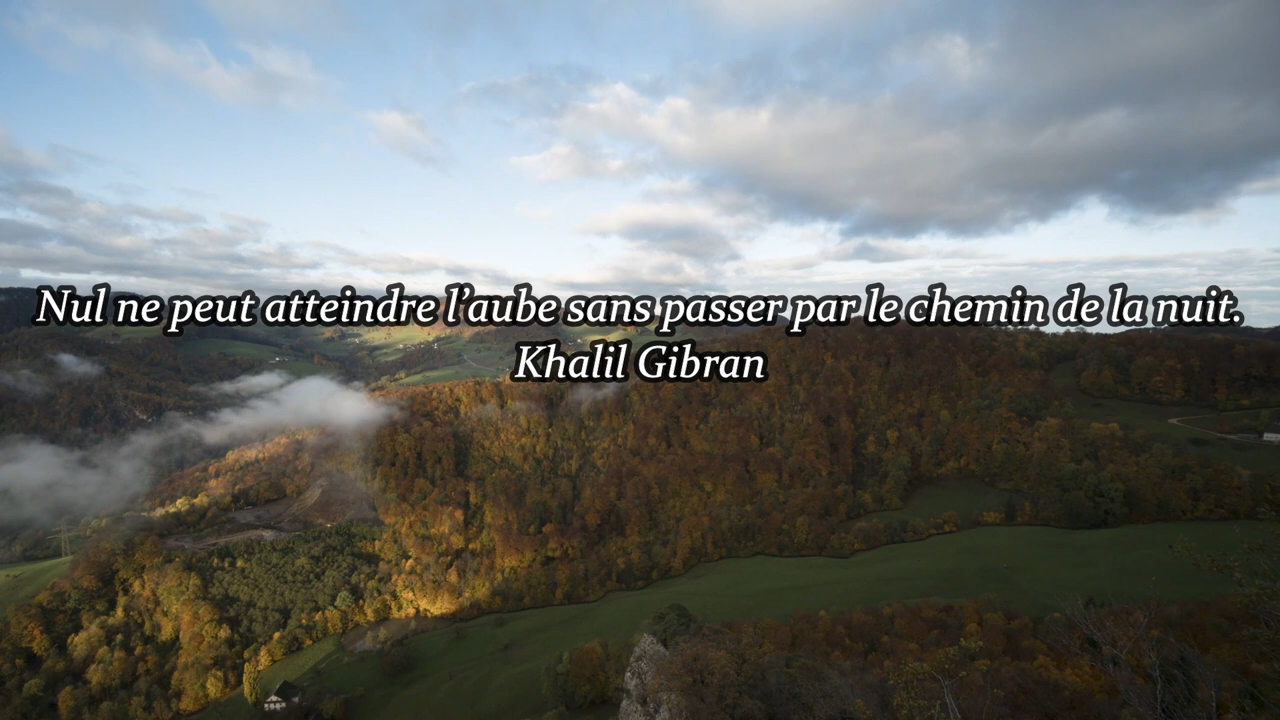 Nul ne peut atteindre l’aube sans passer par le chemin de la nuit.
Khalil Gibran